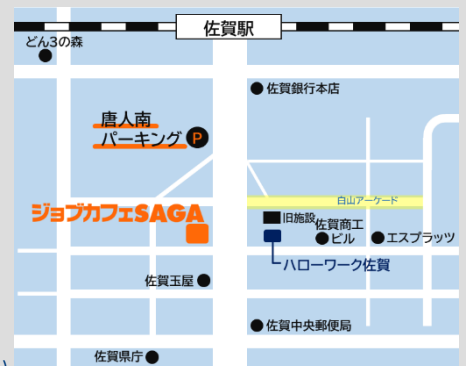 佐賀駅
どん3の森
佐賀銀行本店
唐人南
パーキング P
白山アーケード
ジョブカフェSAGA
旧施設
佐賀商工
ビル
エスプラッツ
ハローワーク佐賀
佐賀玉屋
佐賀中央郵便局
佐賀県庁
)